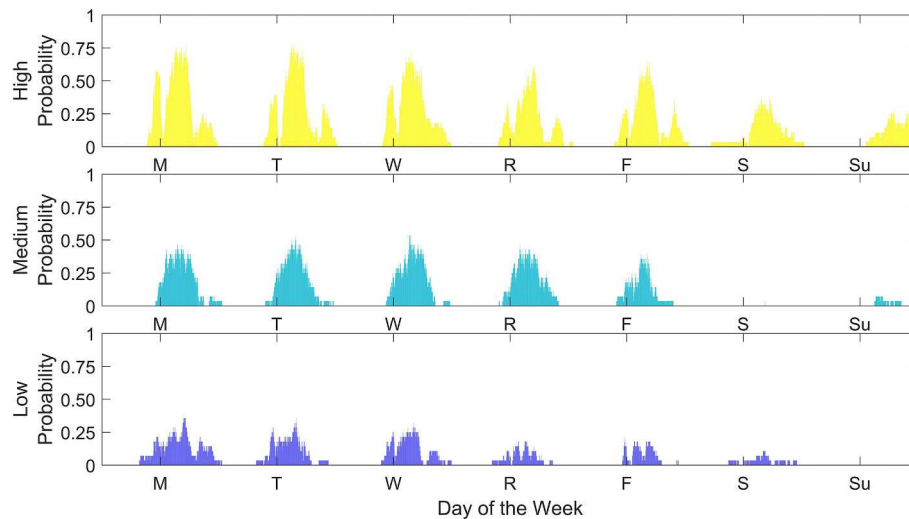 High
Probability
1
0.75
0.50
0.25
0
M T W R F S Su
Medium
Probability
1
0.75
0.50
0.25
0
M T W R F S Su
Low
Probability
1
0.75
0.50
0.25
0
M T W R F S Su
Day of the Week